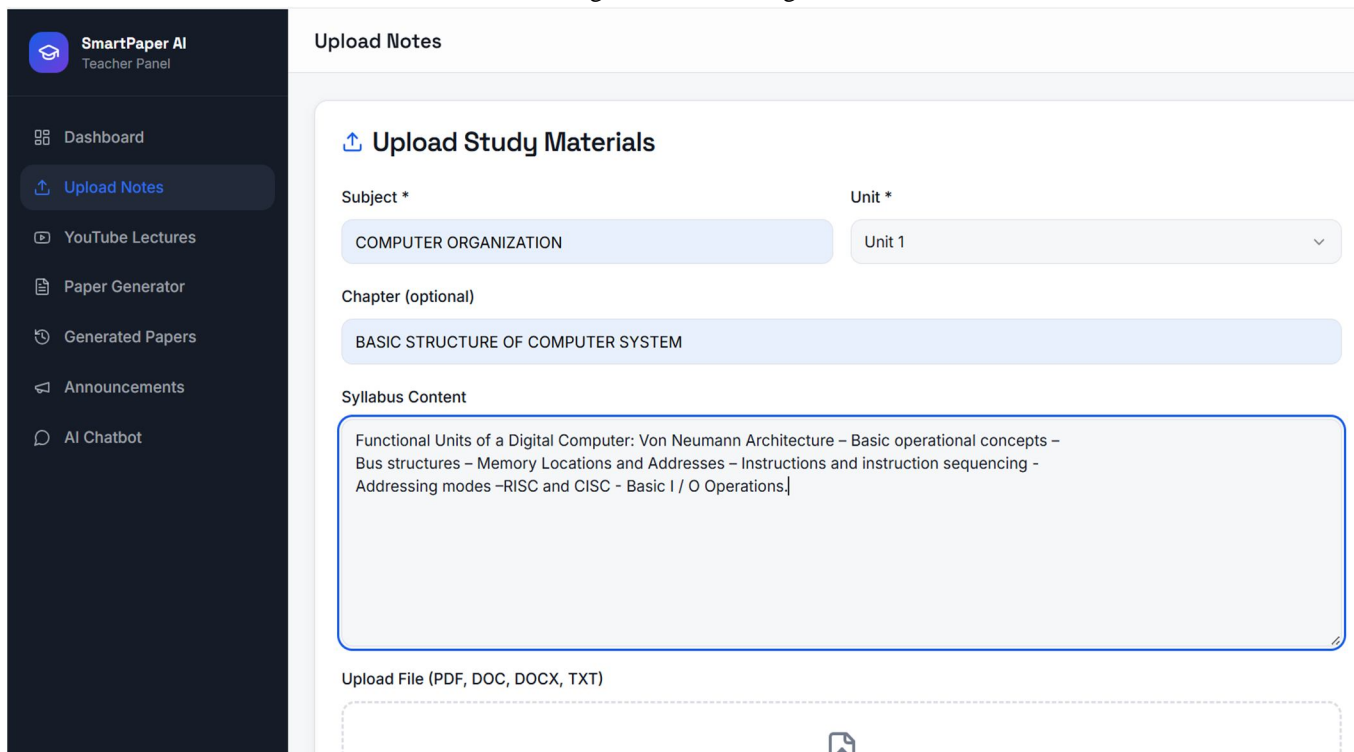 SmartPaper AI
Teacher Panel
Dashboard
Upload Notes
YouTube Lectures
Paper Generator
Generated Papers
Announcements
AI Chatbot
Upload Notes
Upload Study Materials
Subject *
COMPUTER ORGANIZATION
Unit *
Unit 1
Chapter (optional)
BASIC STRUCTURE OF COMPUTER SYSTEM
Syllabus Content
Functional Units of a Digital Computer: Von Neumann Architecture – Basic operational concepts –
Bus structures – Memory Locations and Addresses – Instructions and instruction sequencing -
Addressing modes –RISC and CISC - Basic I / O Operations.
Upload File (PDF, DOC, DOCX, TXT)